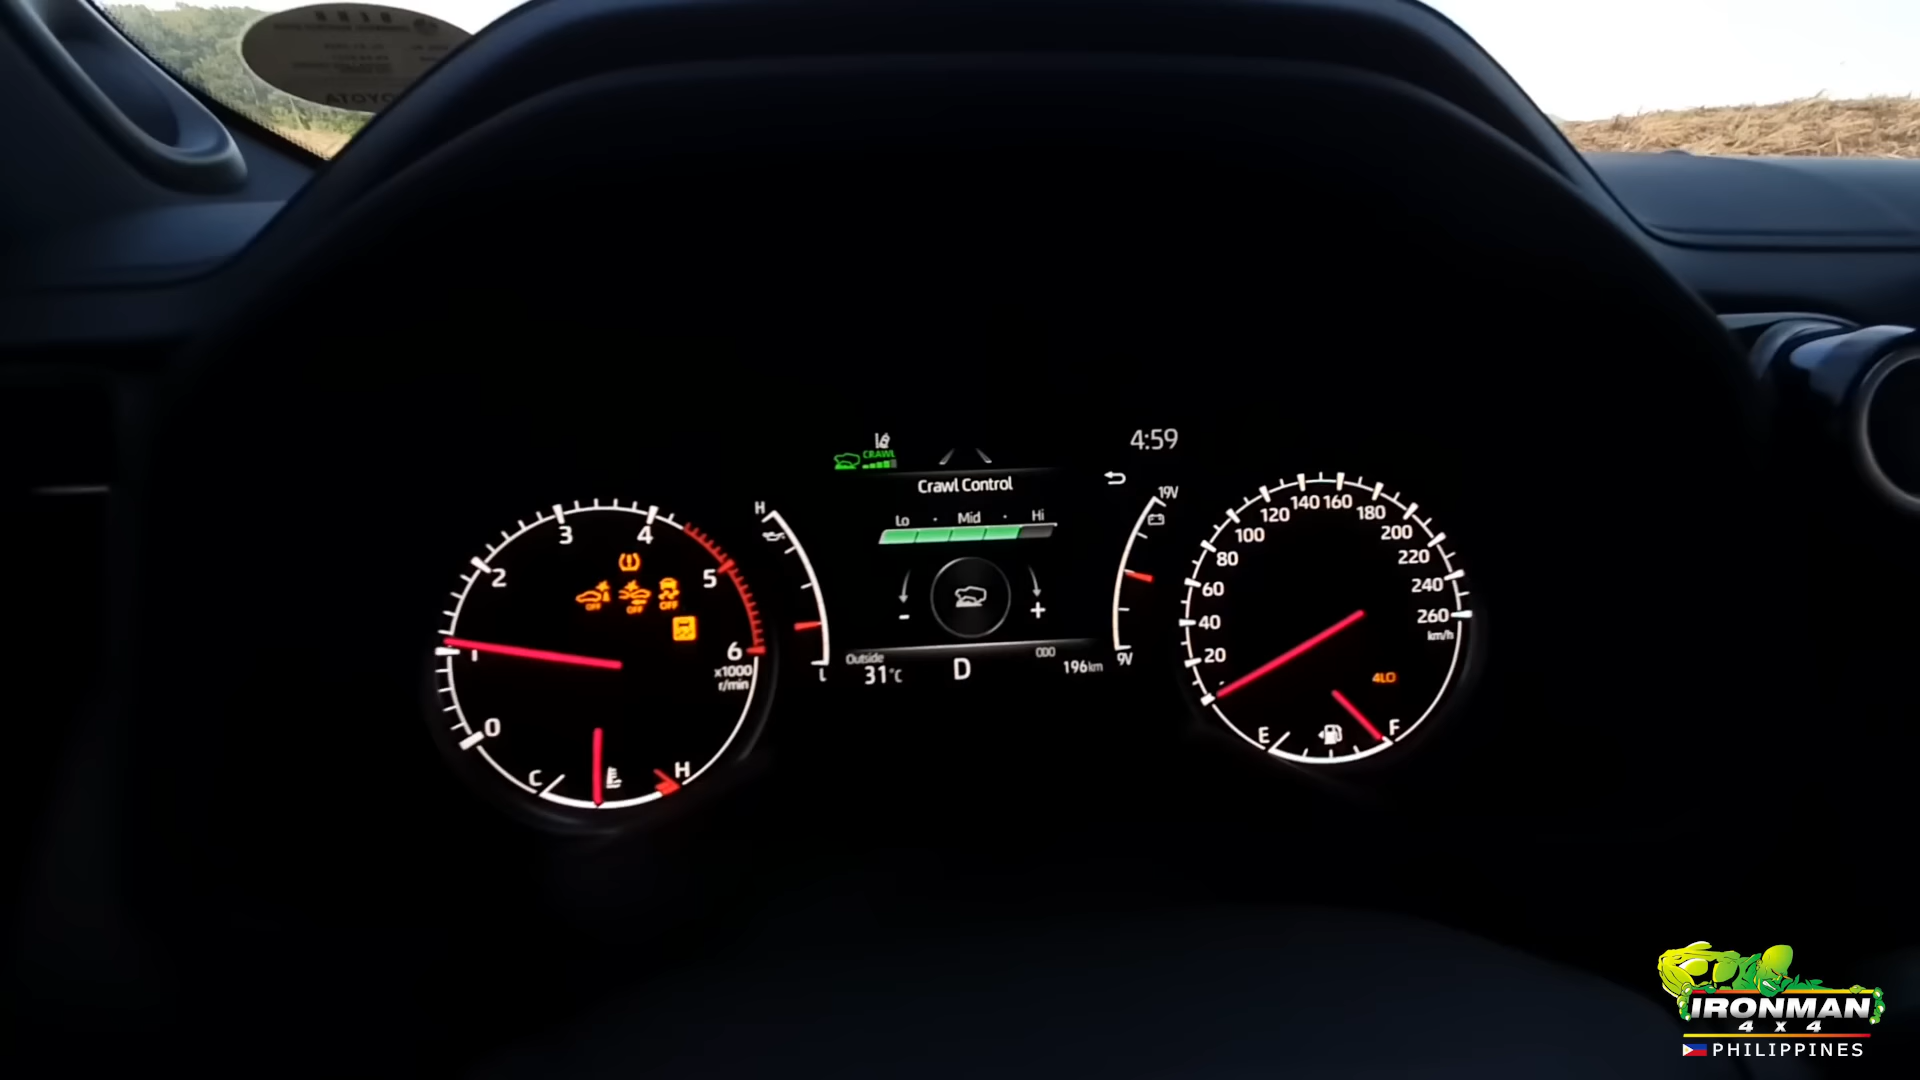 TOYOTA
CRAWL
4:59
Crawl Control
Lo · Mid · Hi
- +
Outside
31°C
D
ODO
196km
H
L
19V
9V
0
1
2
3
4
5
6
x1000
r/min
OFF
OFF
OFF
C
H
20
40
60
80
100
120
140
160
180
200
220
240
260
km/h
4LO
E
F
IRONMAN
4 x 4
PHILIPPINES